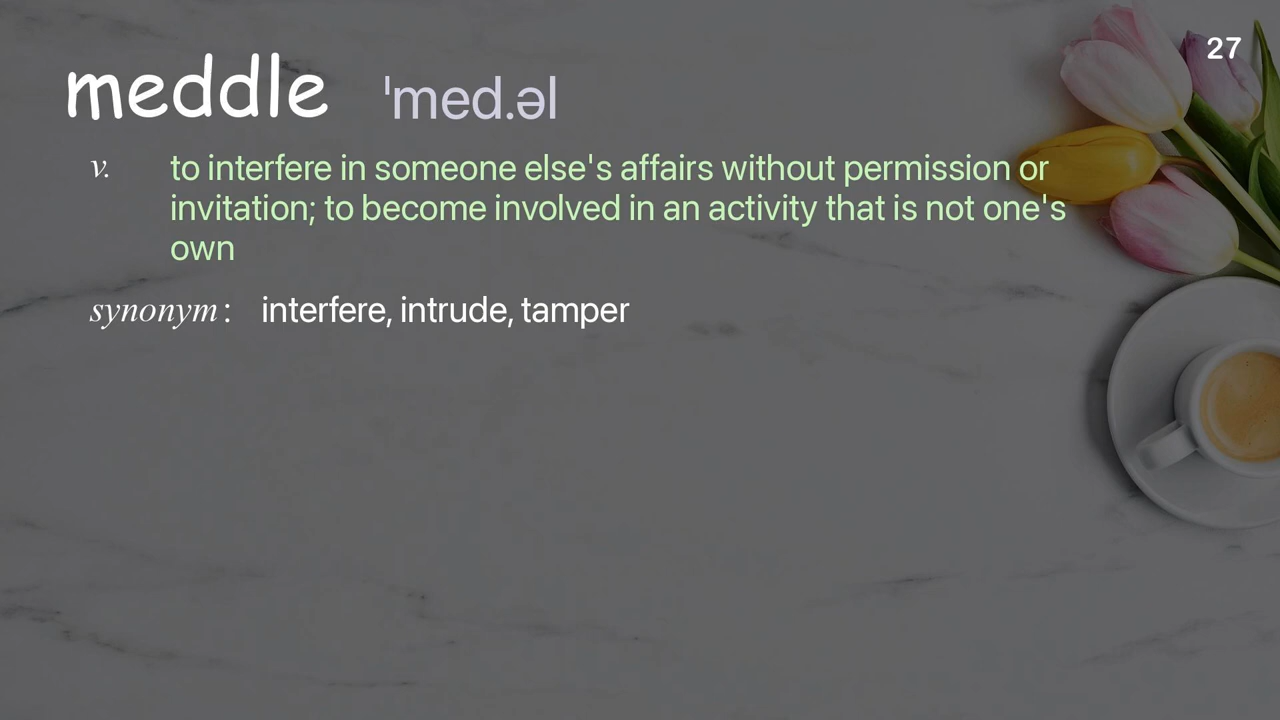 27
meddle ˈmed.əl
v. to interfere in someone else's affairs without permission or
invitation; to become involved in an activity that is not one's
own
synonym: interfere, intrude, tamper